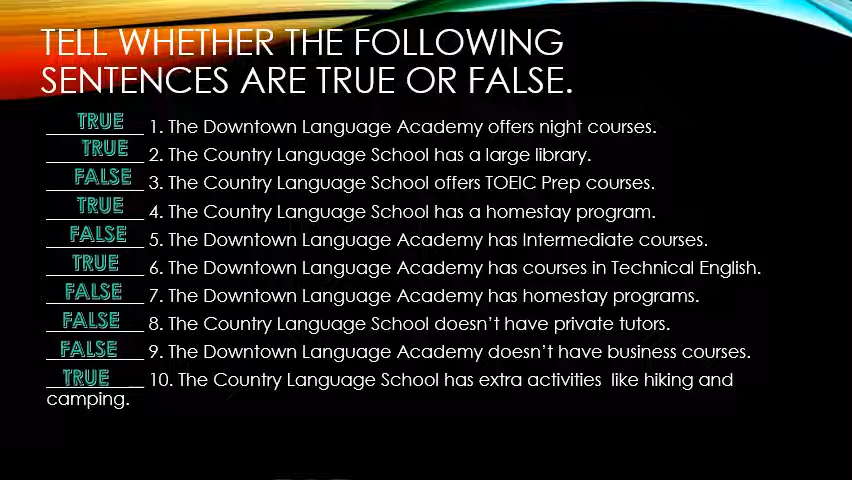 TELL WHETHER THE FOLLOWING
SENTENCES ARE TRUE OR FALSE.
TRUE 1. The Downtown Language Academy offers night courses.
TRUE 2. The Country Language School has a large library.
FALSE 3. The Country Language School offers TOEIC Prep courses.
TRUE 4. The Country Language School has a homestay program.
FALSE 5. The Downtown Language Academy has Intermediate courses.
TRUE 6. The Downtown Language Academy has courses in Technical English.
FALSE 7. The Downtown Language Academy has homestay programs.
FALSE 8. The Country Language School doesn't have private tutors.
FALSE 9. The Downtown Language Academy doesn't have business courses.
TRUE 10. The Country Language School has extra activities like hiking and
camping.